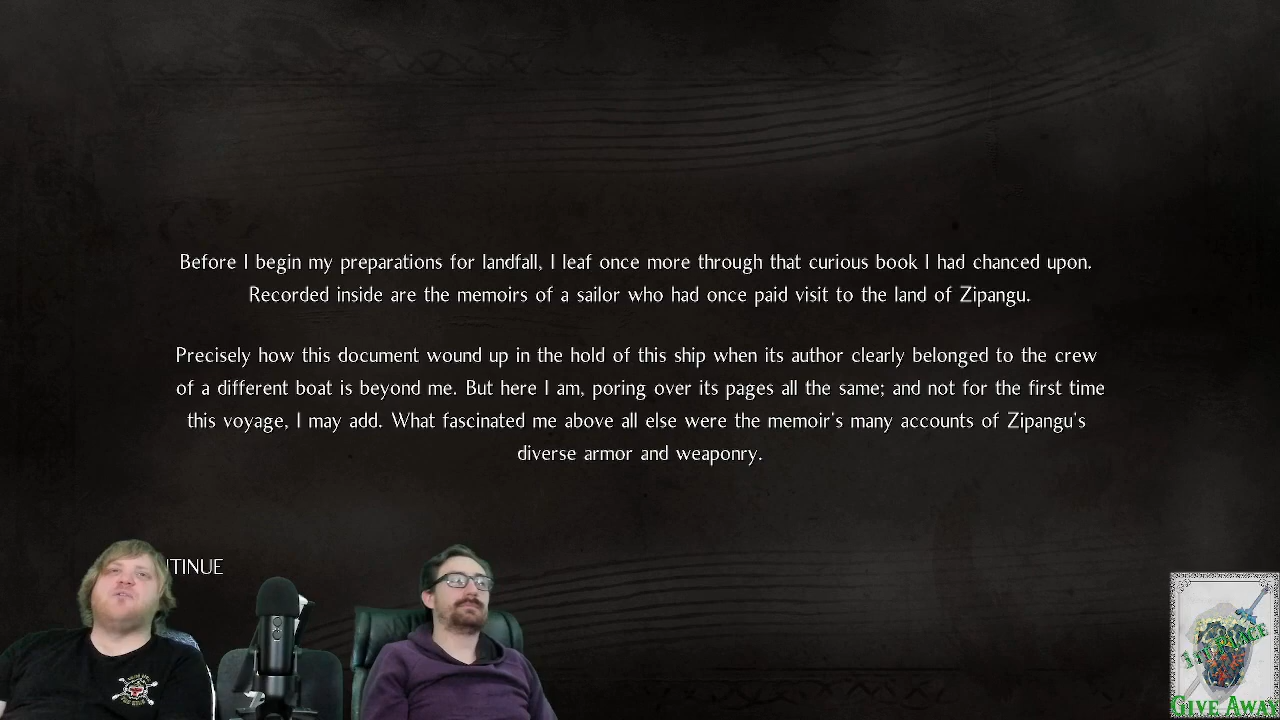 Before I begin my preparations for landfall, I leaf once more through that curious book I had chanced upon.
Recorded inside are the memoirs of a sailor who had once paid visit to the land of Zipangu.
Precisely how this document wound up in the hold of this ship when its author clearly belonged to the crew
of a different boat is beyond me. But here I am, poring over its pages all the same; and not for the first time
this voyage, I may add. What fascinated me above all else were the memoir's many accounts of Zipangu's
diverse armor and weaponry.
NTINUE
1st Place
Give Away